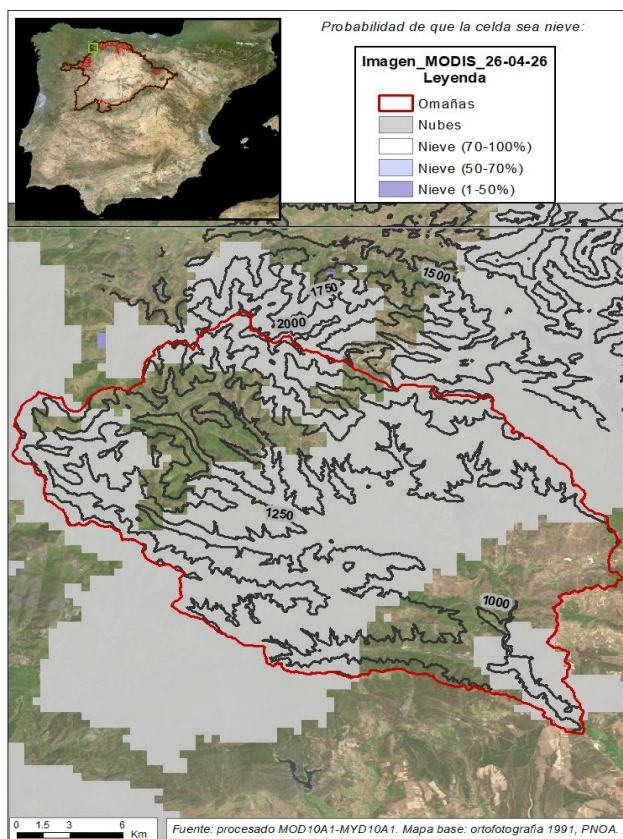 Probabilidad de que la celda sea nieve:
Imagen_MODIS_26-04-26
Leyenda
Omañas
Nubes
Nieve (70-100%)
Nieve (50-70%)
Nieve (1-50%)
1500
1750
2000
1250
1000
0 1.5 3 6
Km
Fuente: procesado MOD10A1-MYD10A1. Mapa base: ortofotografía 1991, PNOA.